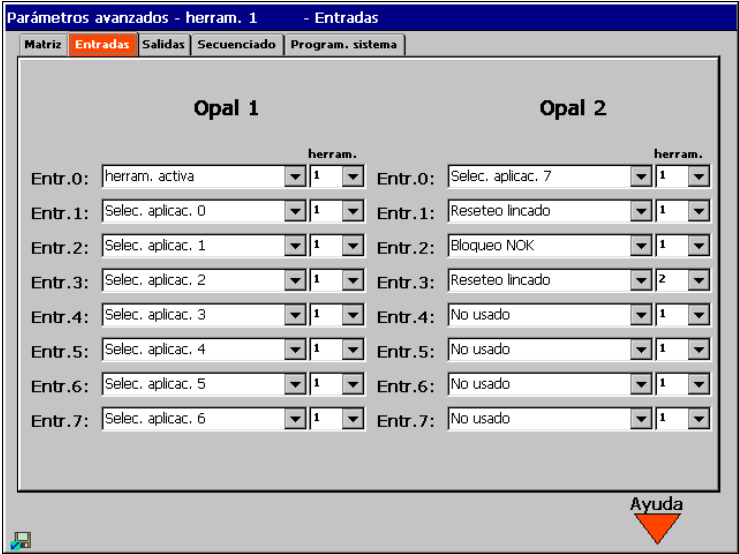 Parámetros avanzados - herram. 1 - Entradas
Matriz Entradas Salidas Secuenciado Program. sistema
Opal 1 Opal 2
herram. herram.
Entr.0: herram. activa 1 Entr.0: Selec. aplicac. 7 1
Entr.1: Selec. aplicac. 0 1 Entr.1: Reseteo lincado 1
Entr.2: Selec. aplicac. 1 1 Entr.2: Bloqueo NOK 1
Entr.3: Selec. aplicac. 2 1 Entr.3: Reseteo lincado 2
Entr.4: Selec. aplicac. 3 1 Entr.4: No usado 1
Entr.5: Selec. aplicac. 4 1 Entr.5: No usado 1
Entr.6: Selec. aplicac. 5 1 Entr.6: No usado 1
Entr.7: Selec. aplicac. 6 1 Entr.7: No usado 1
Ayuda